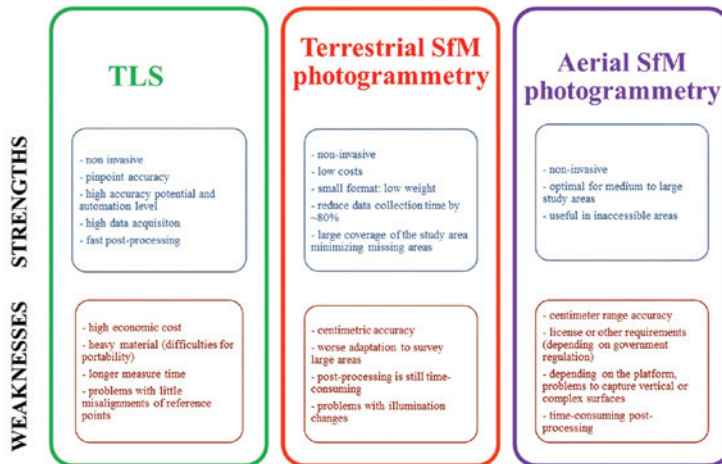 TLS
Terrestrial SfM
photogrammetry
Aerial SfM
photogrammetry
STRENGTHS
- non invasive
- pinpoint accuracy
- high accuracy potential and
automation level
- high data acquisiton
- fast post-processing
- non-invasive
- low costs
- small format: low weight
- reduce data collection time by
~80%
- large coverage of the study area
minimizing missing areas
- non-invasive
- optimal for medium to large
study areas
- useful in inaccessible areas
WEAKNESSES
- high economic cost
- heavy material (difficulties for
portability)
- longer measure time
- problems with little
misalignments of reference
points
- centimetric accuracy
- worse adaptation to survey
large areas
- post-processing is still time-
consuming
- problems with illumination
changes
- centimeter range accuracy
- license or other requirements
(depending on government
regulation)
- depending on the platform,
problems to capture vertical or
complex surfaces
- time-consuming post-
processing